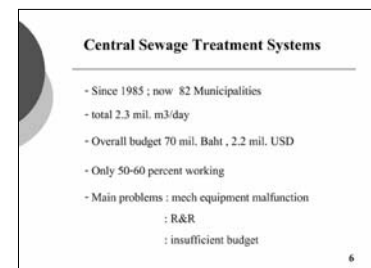 Central Sewage Treatment Systems
- Since 1985 ; now 82 Municipalities
- total 2.3 mil. m3/day
- Overall budget 70 mil. Baht , 2.2 mil. USD
- Only 50-60 percent working
- Main problems : mech equipment malfunction
: R&R
: insufficient budget
6